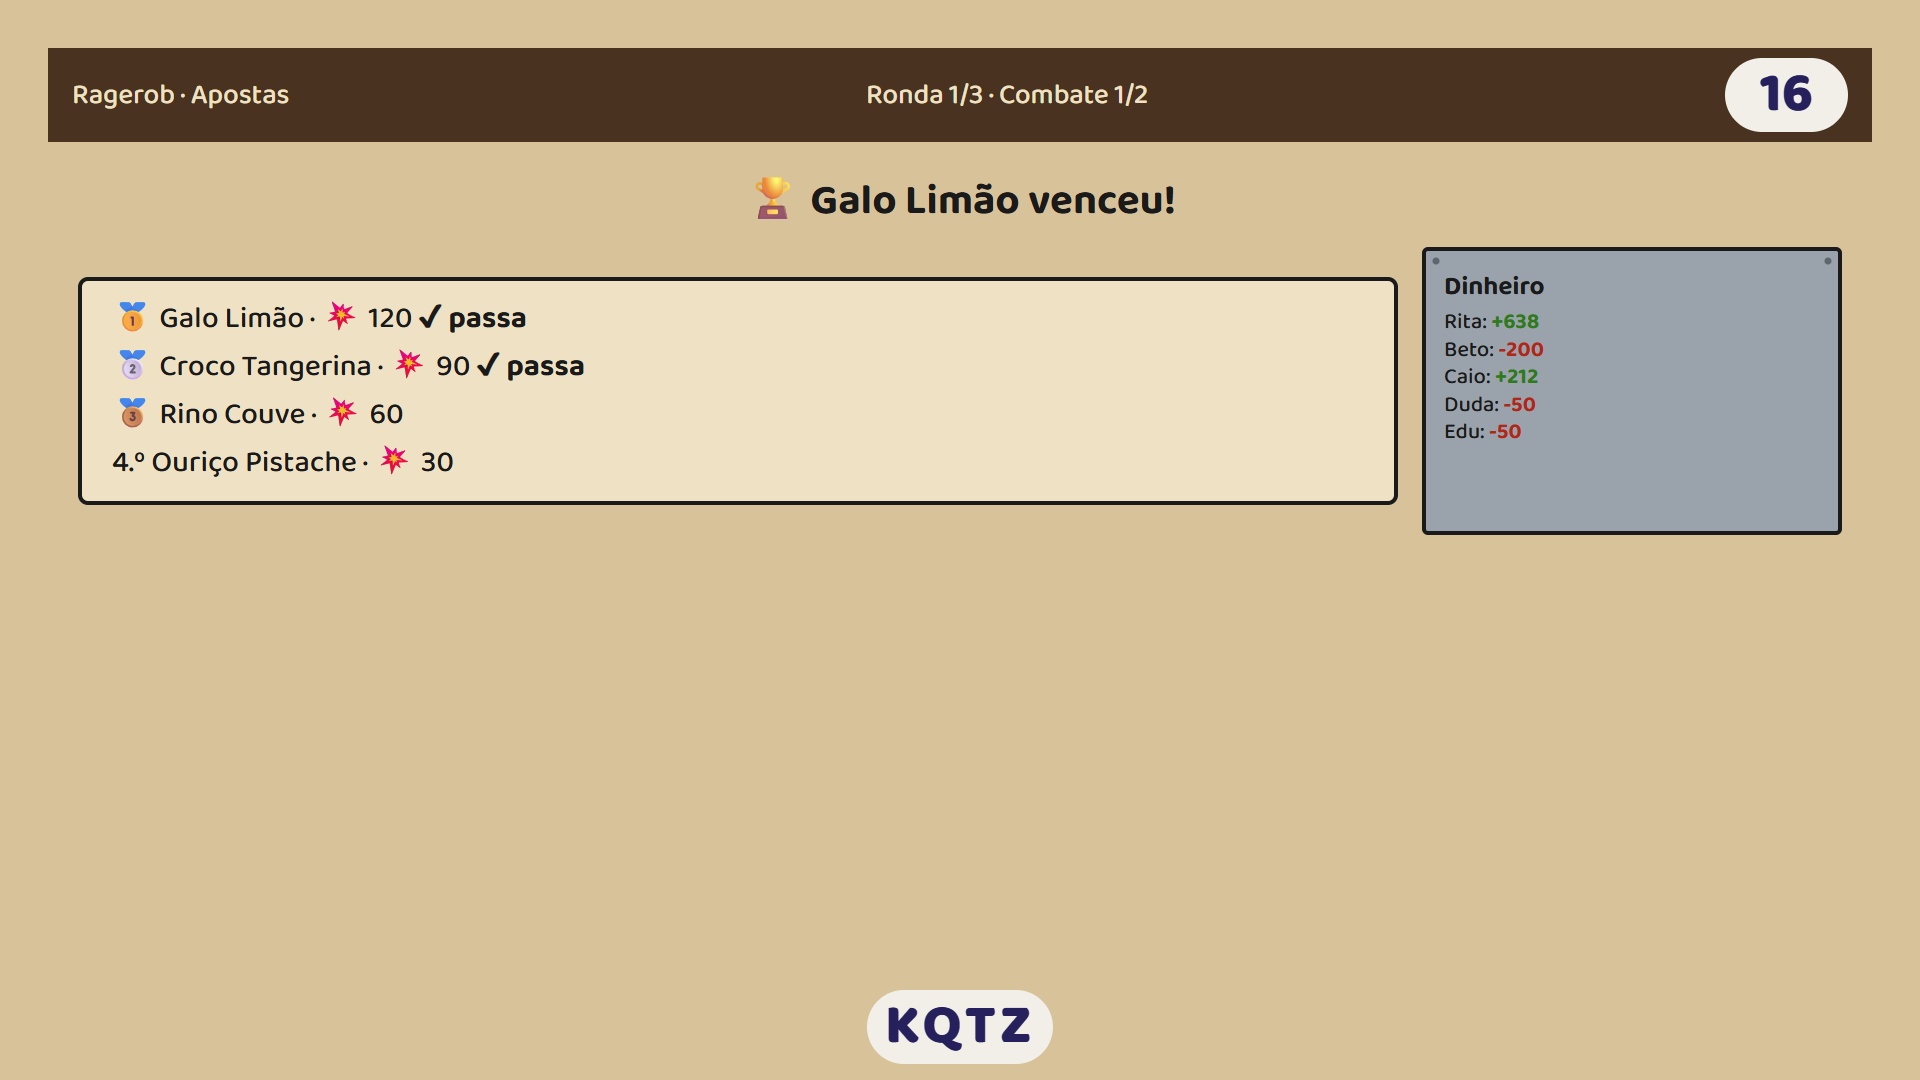 Ragerob · Apostas
Ronda 1/3 · Combate 1/2
16
🏆 Galo Limão venceu!
🥇 Galo Limão · 💥 120 ✔ passa
🥈 Croco Tangerina · 💥 90 ✔ passa
🥉 Rino Couve · 💥 60
4.º Ouriço Pistache · 💥 30
Dinheiro
Rita: +638
Beto: -200
Caio: +212
Duda: -50
Edu: -50
KQTZ